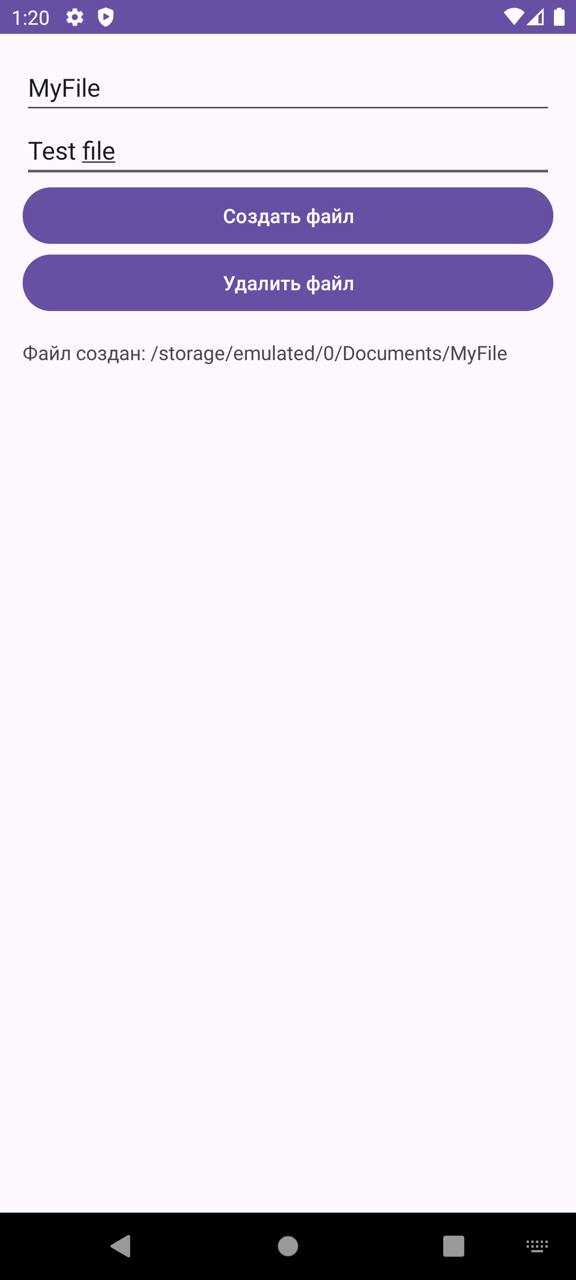 1:20
MyFile
Test file
Создать файл
Удалить файл
Файл создан: /storage/emulated/0/Documents/MyFile